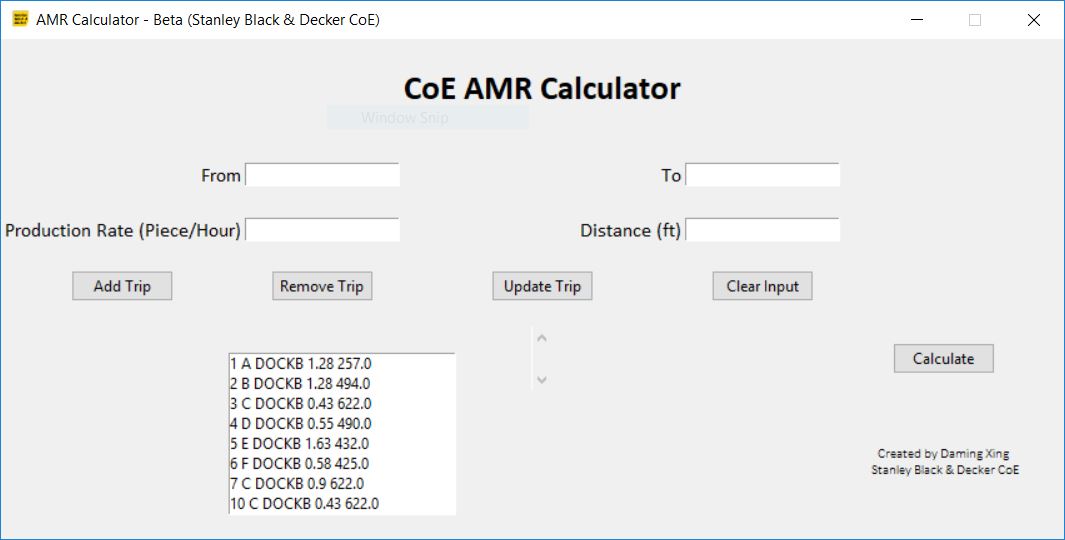 AMR Calculator - Beta (Stanley Black & Decker CoE)
CoE AMR Calculator
Window Snip
From
To
Production Rate (Piece/Hour)
Distance (ft)
Add Trip
Remove Trip
Update Trip
Clear Input
1 A DOCKB 1.28 257.0
2 B DOCKB 1.28 494.0
3 C DOCKB 0.43 622.0
4 D DOCKB 0.55 490.0
5 E DOCKB 1.63 432.0
6 F DOCKB 0.58 425.0
7 C DOCKB 0.9 622.0
10 C DOCKB 0.43 622.0
Calculate
Created by Daming Xing
Stanley Black & Decker CoE